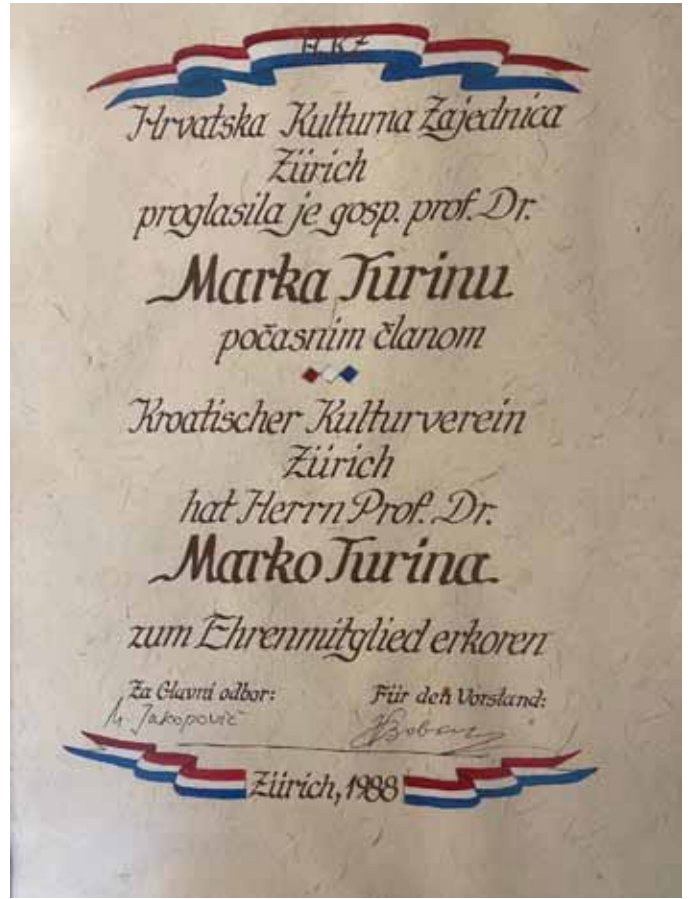 H.K.Z
Hrvatska Kulturna Zajednica
Zürich
proglasila je gosp. prof. Dr.
Marka Turinu
počasnim članom
Kroatischer Kulturverein
Zürich
hat Herrn Prof. Dr.
Marko Turina
zum Ehrenmitglied erkoren
Za Glavni odbor: Für den Vorstand:
Jakopović
Zürich, 1988